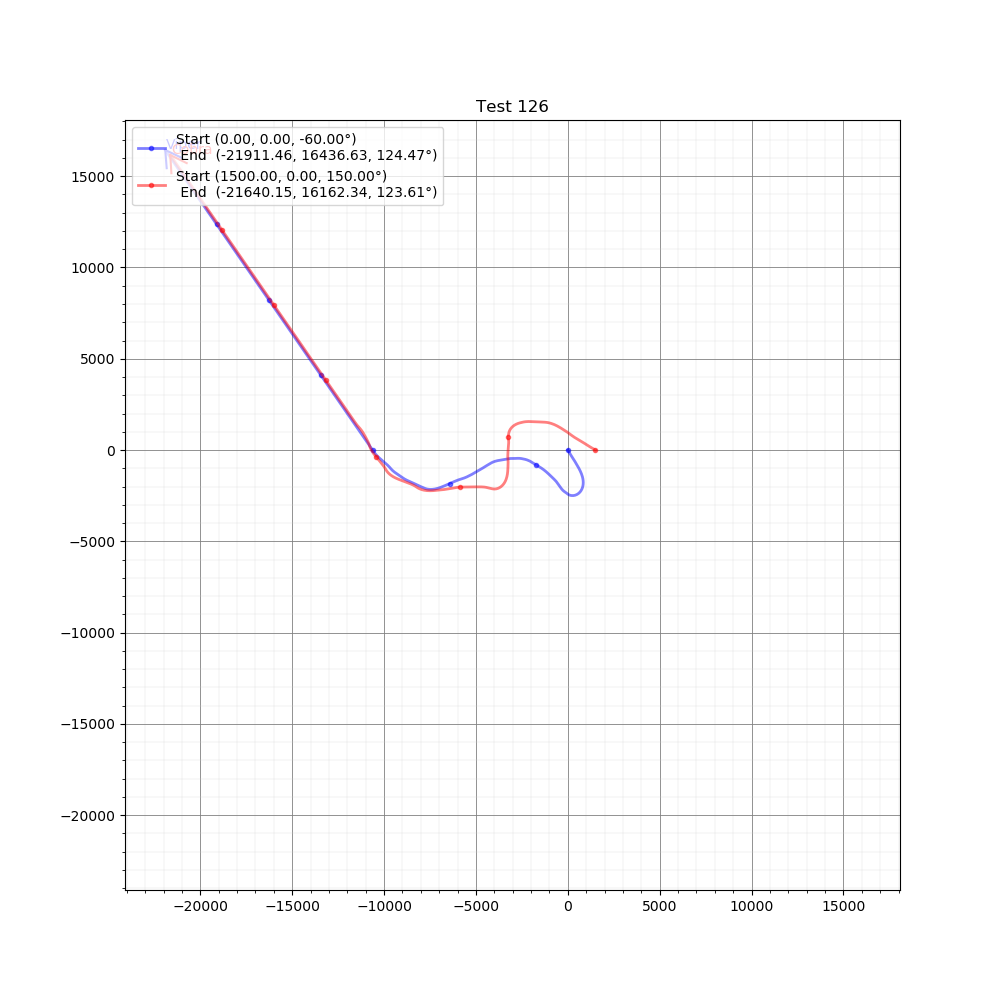 Test 126
Start (0.00, 0.00, -60.00°)
End (-21911.46, 16436.63, 124.47°)
Start (1500.00, 0.00, 150.00°)
End (-21640.15, 16162.34, 123.61°)
15000
10000
5000
0
−5000
−10000
−15000
−20000
−20000 −15000 −10000 −5000 0 5000 10000 15000